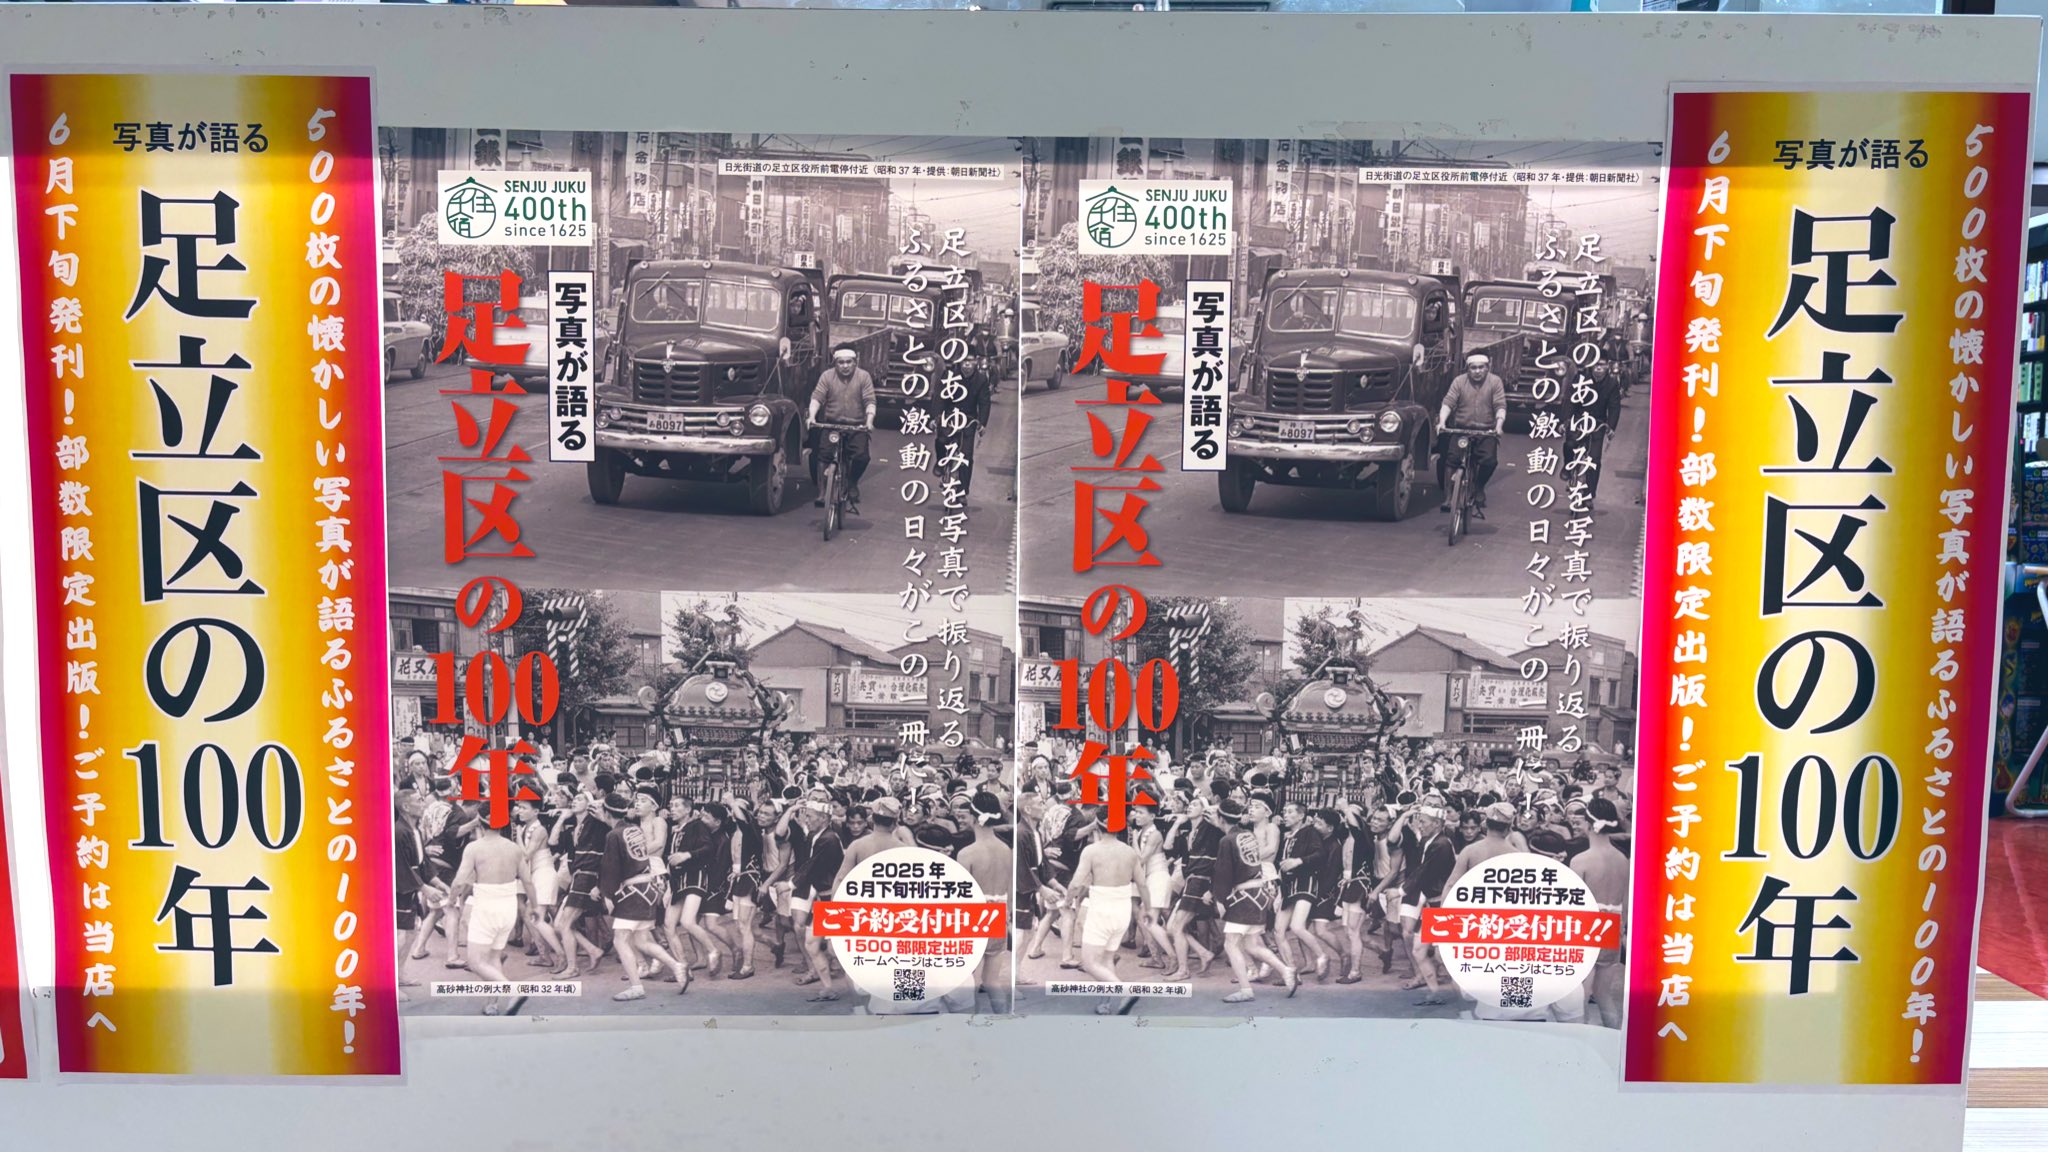 写真が語る
足立区の100年
500枚の懐かしい写真が語るふるさとの100年!
6月下旬発刊!部数限定出版!ご予約は当店へ
日光街道の足立区役所前電停付近〈昭和37年・提供:朝日新聞社〉
千住宿
SENJU JUKU
400th
since 1625
足立区のあゆみを写真で振り返る
ふるさとの激動の日々がこの一冊に!
写真が語る
足立区の100年
8097
花又屋
2025年
6月下旬刊行予定
ご予約受付中!!
1500部限定出版
ホームページはこちら
高砂神社の例大祭〈昭和32年頃〉
日光街道の足立区役所前電停付近〈昭和37年・提供:朝日新聞社〉
千住宿
SENJU JUKU
400th
since 1625
足立区のあゆみを写真で振り返る
ふるさとの激動の日々がこの一冊に!
写真が語る
足立区の100年
8097
花又屋
2025年
6月下旬刊行予定
ご予約受付中!!
1500部限定出版
ホームページはこちら
高砂神社の例大祭〈昭和32年頃〉
写真が語る
足立区の100年
500枚の懐かしい写真が語るふるさとの100年!
6月下旬発刊!部数限定出版!ご予約は当店へ